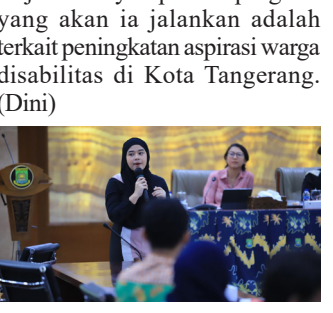 yang akan ia jalankan adalah
terkait peningkatan aspirasi warga
disabilitas di Kota Tangerang.
(Dini)